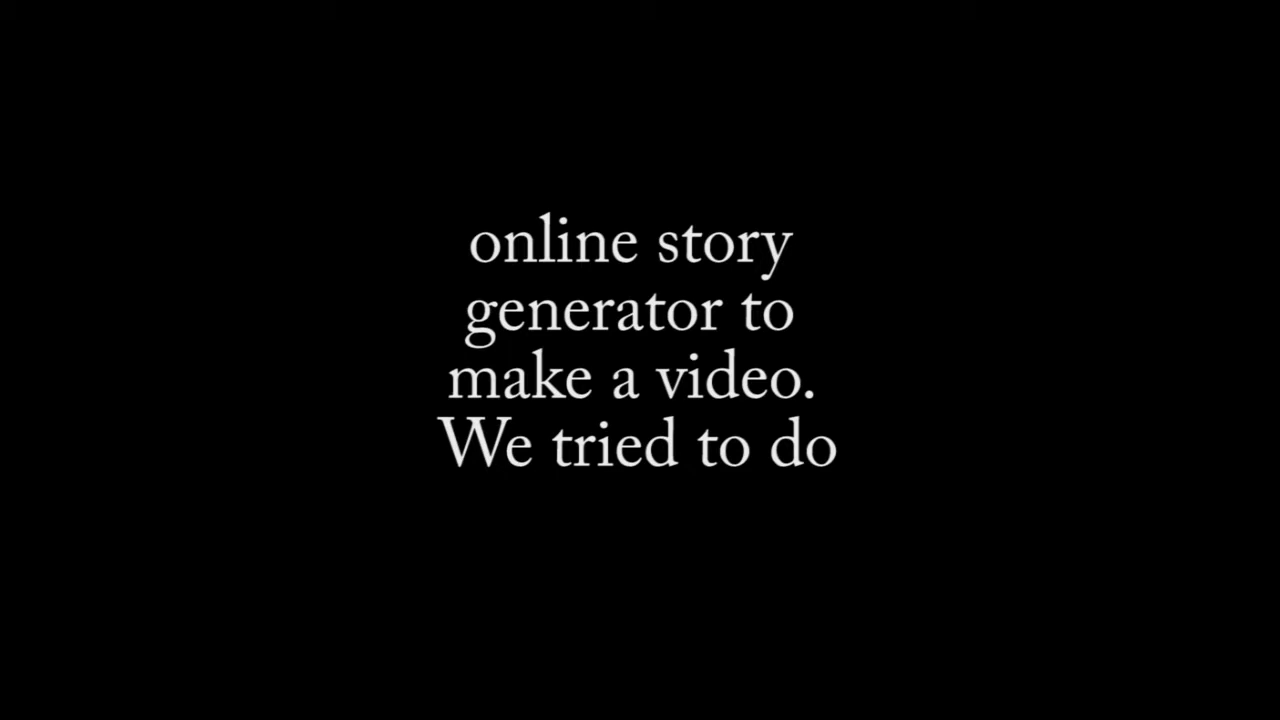 online story
generator to
make a video.
We tried to do